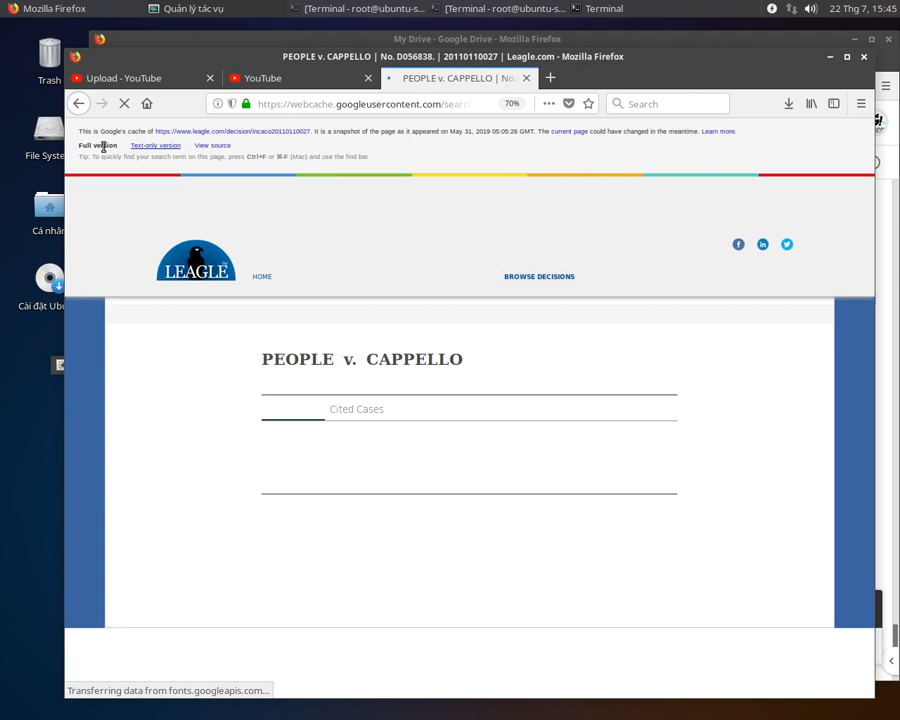 Mozilla Firefox
Quản lý tác vụ
[Terminal - root@ubuntu-s...
[Terminal - root@ubuntu-s...
Terminal
22 Thg 7, 15:45
My Drive - Google Drive - Mozilla Firefox
PEOPLE v. CAPPELLO | No. D056838. | 20110110027 | Leagle.com - Mozilla Firefox
Upload - YouTube
YouTube
PEOPLE v. CAPPELLO | No.
https://webcache.googleusercontent.com/searc
70%
Search
This is Google's cache of https://www.leagle.com/decision/incaco20110110027. It is a snapshot of the page as it appeared on May 31, 2019 05:05:26 GMT. The current page could have changed in the meantime. Learn more.
Full version
Text-only version
View source
Tip: To quickly find your search term on this page, press Ctrl+F or ⌘-F (Mac) and use the find bar.
Trash
File Syste
Cá nhân
Cài đặt Ubu
LEAGLE
HOME
BROWSE DECISIONS
PEOPLE v. CAPPELLO
Cited Cases
Transferring data from fonts.googleapis.com...